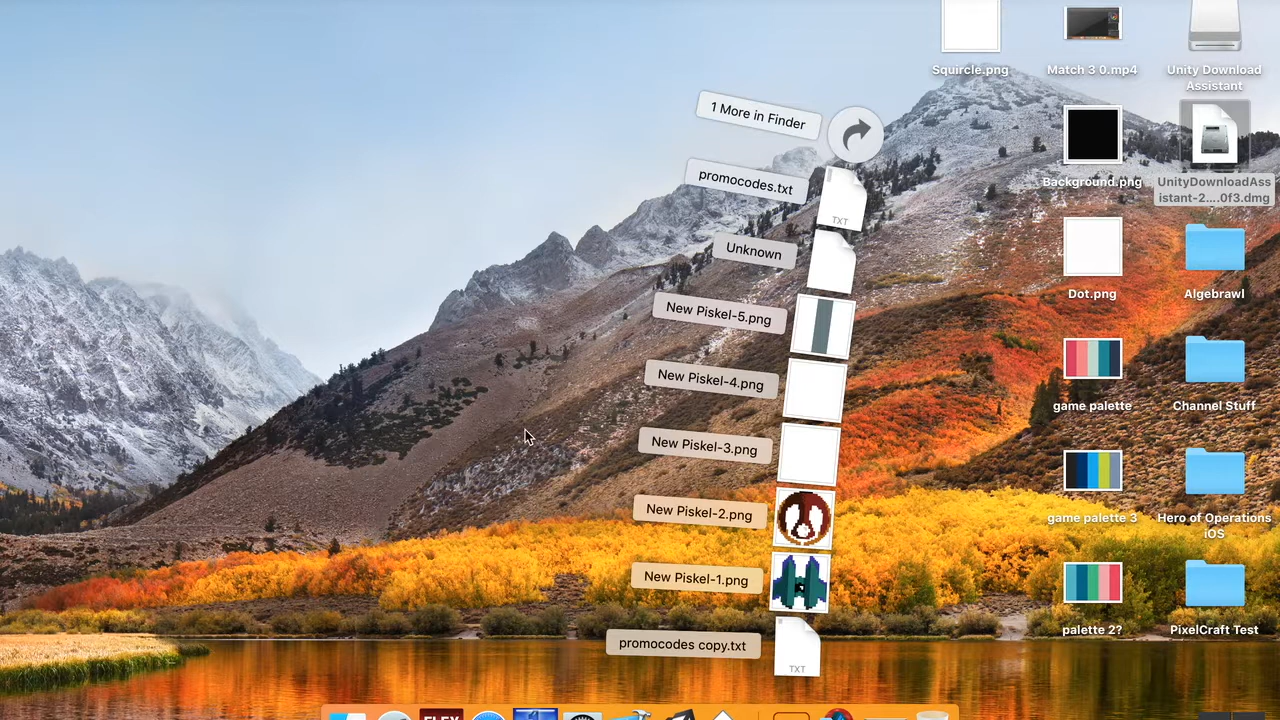 Squircle.png
Match 3 0.mp4
Unity Download
Assistant
1 More in Finder
promocodes.txt
TXT
Background.png
UnityDownloadAss
istant-2....0f3.dmg
Unknown
New Piskel-5.png
Dot.png
Algebrawl
New Piskel-4.png
game palette
Channel Stuff
New Piskel-3.png
New Piskel-2.png
game palette 3
Hero of Operations
iOS
New Piskel-1.png
promocodes copy.txt
TXT
palette 2?
PixelCraft Test
FLEX